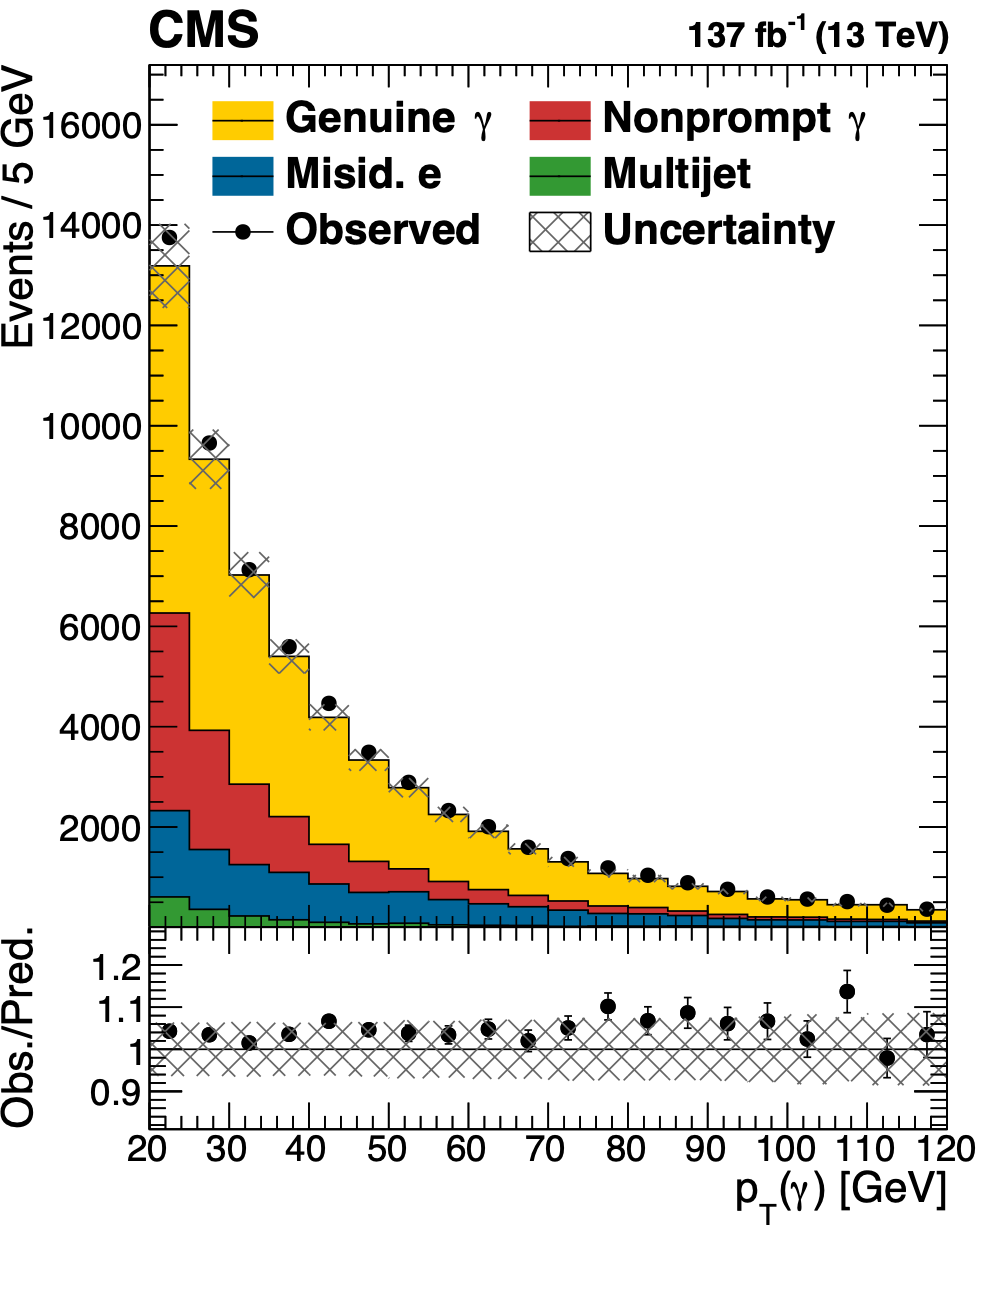 CMS 137 fb⁻¹ (13 TeV)
Events / 5 GeV
16000
14000
12000
10000
8000
6000
4000
2000
Genuine γ Nonprompt γ
Misid. e Multijet
Observed Uncertainty
Obs./Pred.
1.2
1.1
1
0.9
20 30 40 50 60 70 80 90 100 110 120
p_T(γ) [GeV]